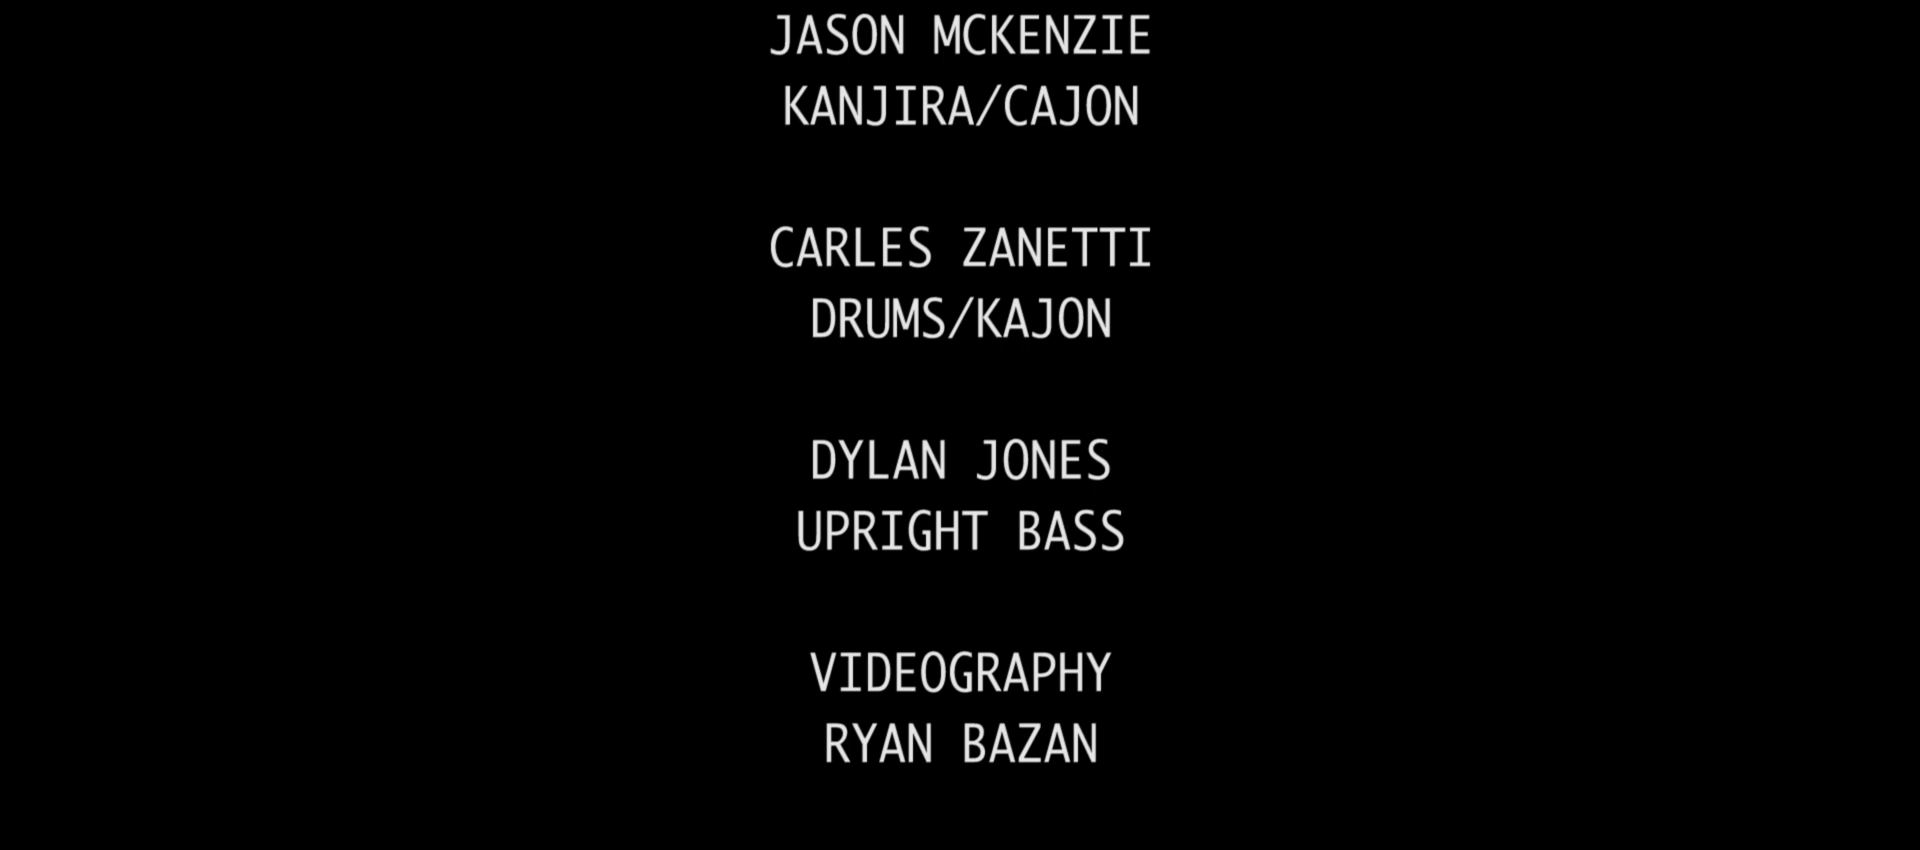 JASON MCKENZIE
KANJIRA/CAJON
CARLES ZANETTI
DRUMS/KAJON
DYLAN JONES
UPRIGHT BASS
VIDEOGRAPHY
RYAN BAZAN